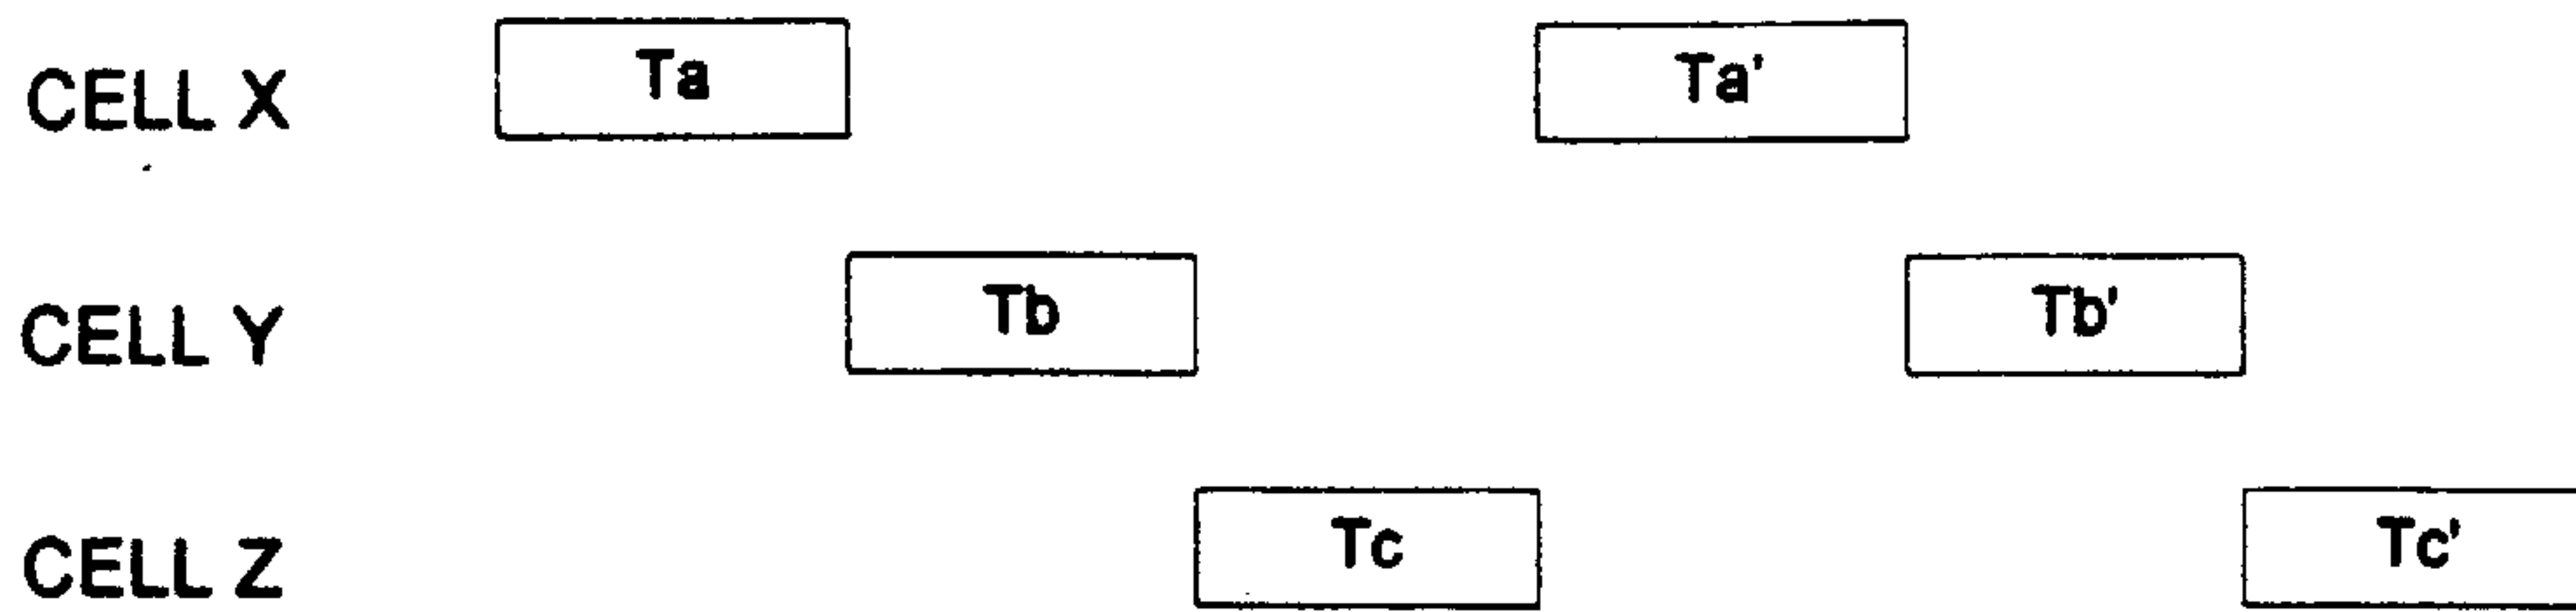 CELL X Ta Ta'
CELL Y Tb Tb'
CELL Z Tc Tc'